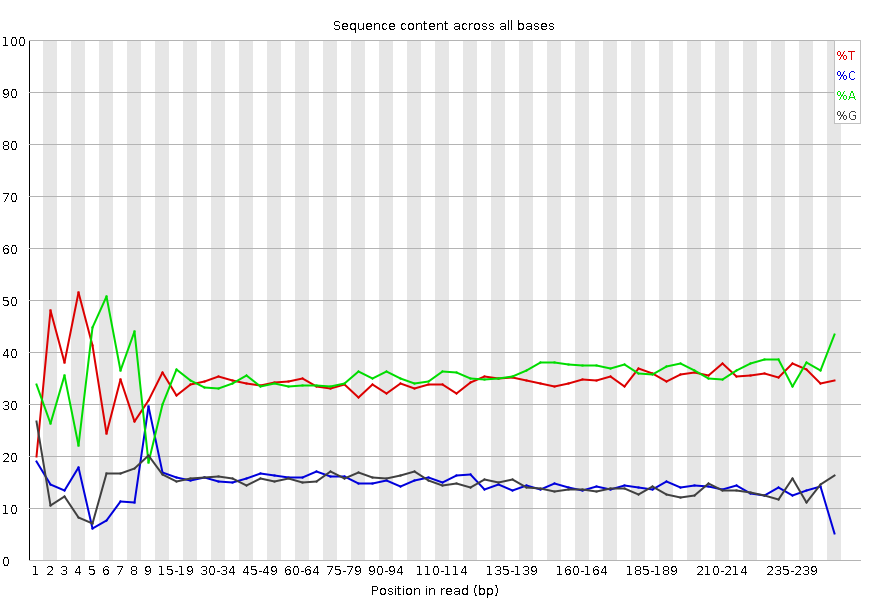 Sequence content across all bases
100
90
80
70
60
50
40
30
20
10
0
%T
%C
%A
%G
1 2 3 4 5 6 7 8 9 15-19 30-34 45-49 60-64 75-79 90-94 110-114 135-139 160-164 185-189 210-214 235-239
Position in read (bp)